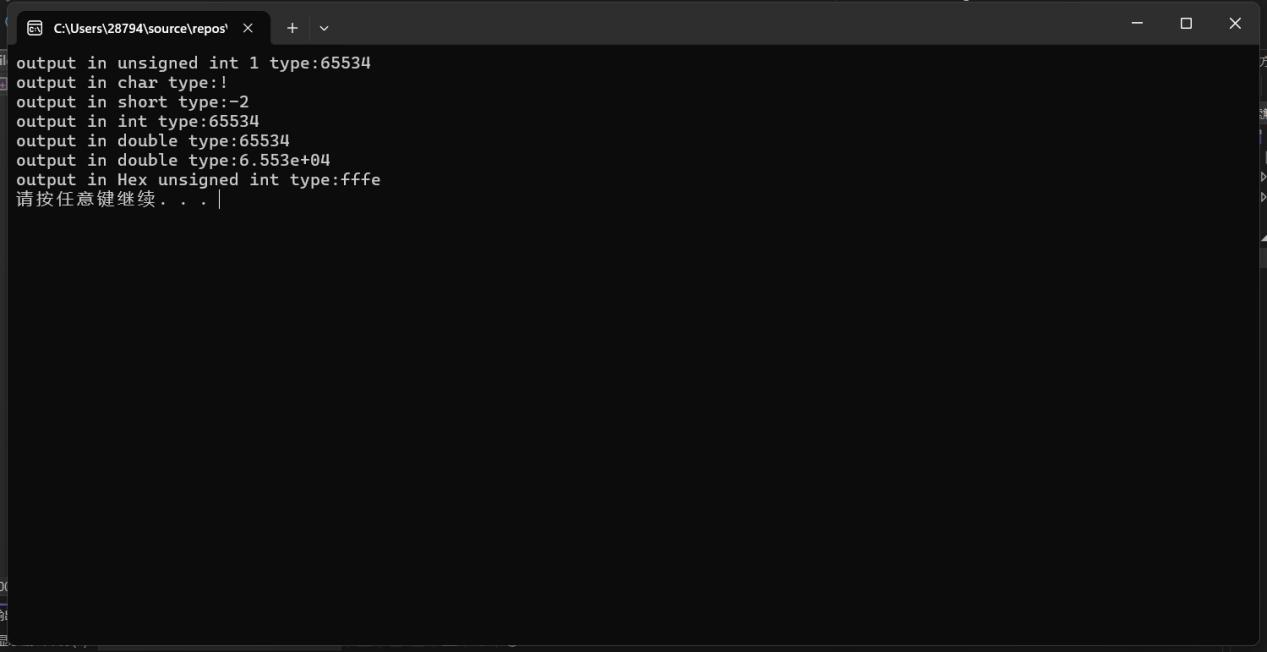 C:\Users\28794\source\repos\
output in unsigned int 1 type:65534
output in char type:!
output in short type:-2
output in int type:65534
output in double type:65534
output in double type:6.553e+04
output in Hex unsigned int type:fffe
请按任意键继续. . .